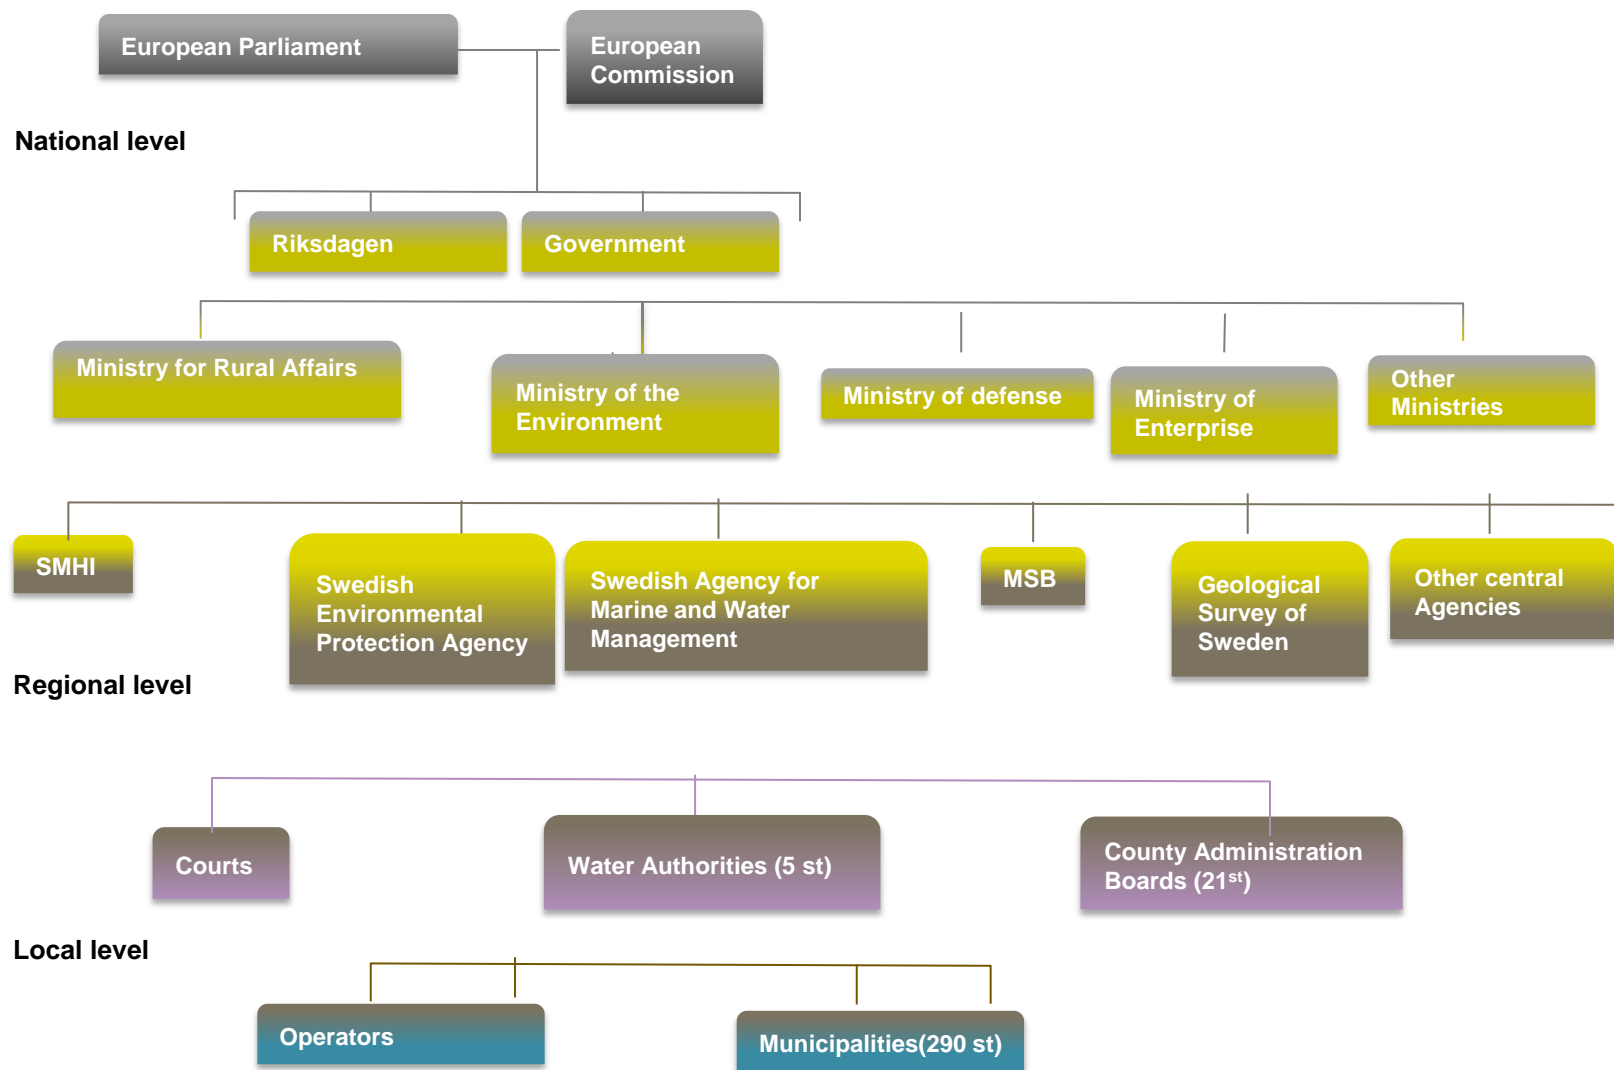 European Parliament
European
Commission
National level
Riksdagen
Government
Ministry for Rural Affairs
Ministry of the
Environment
Ministry of defense
Ministry of
Enterprise
Other
Ministries
SMHI
Swedish
Environmental
Protection Agency
Swedish Agency for
Marine and Water
Management
MSB
Geological
Survey of
Sweden
Other central
Agencies
Regional level
Courts
Water Authorities (5 st)
County Administration
Boards (21st)
Local level
Operators
Municipalities(290 st)